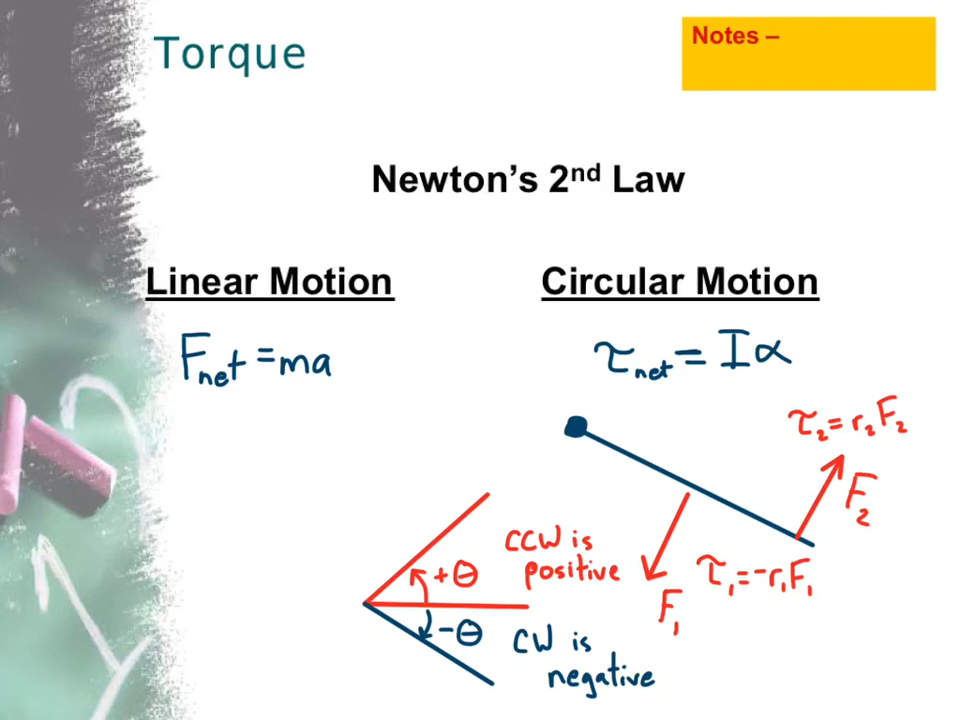 Torque
Notes –
Newton's 2nd Law
Linear Motion
Circular Motion
Fnet = ma
τnet = Iα
τ2 = r2F2
F2
τ1 = -r1F1
F1
CCW is
positive
+θ
-θ
CW is
negative